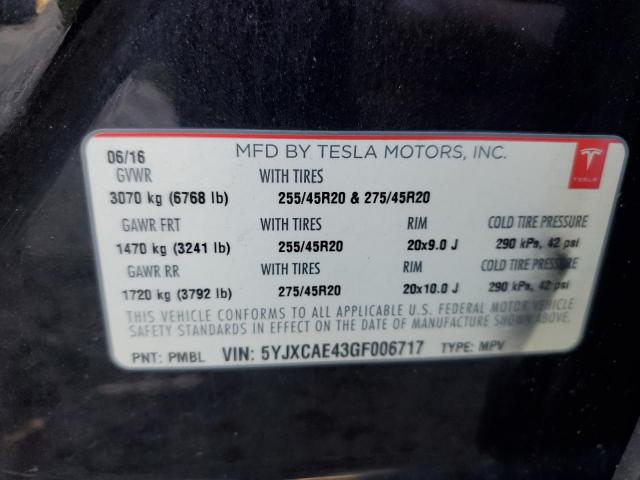 06/16 MFD BY TESLA MOTORS, INC.
TESLA
GVWR WITH TIRES
3070 kg (6768 lb) 255/45R20 & 275/45R20
GAWR FRT WITH TIRES RIM COLD TIRE PRESSURE
1470 kg (3241 lb) 255/45R20 20x9.0 J 290 kPa, 42 psi
GAWR RR WITH TIRES RIM COLD TIRE PRESSURE
1720 kg (3792 lb) 275/45R20 20x10.0 J 290 kPa, 42 psi
THIS VEHICLE CONFORMS TO ALL APPLICABLE U.S. FEDERAL MOTOR VEHICLE
SAFETY STANDARDS IN EFFECT ON THE DATE OF MANUFACTURE SHOWN ABOVE.
PNT: PMBL VIN: 5YJXCAE43GF006717 TYPE: MPV